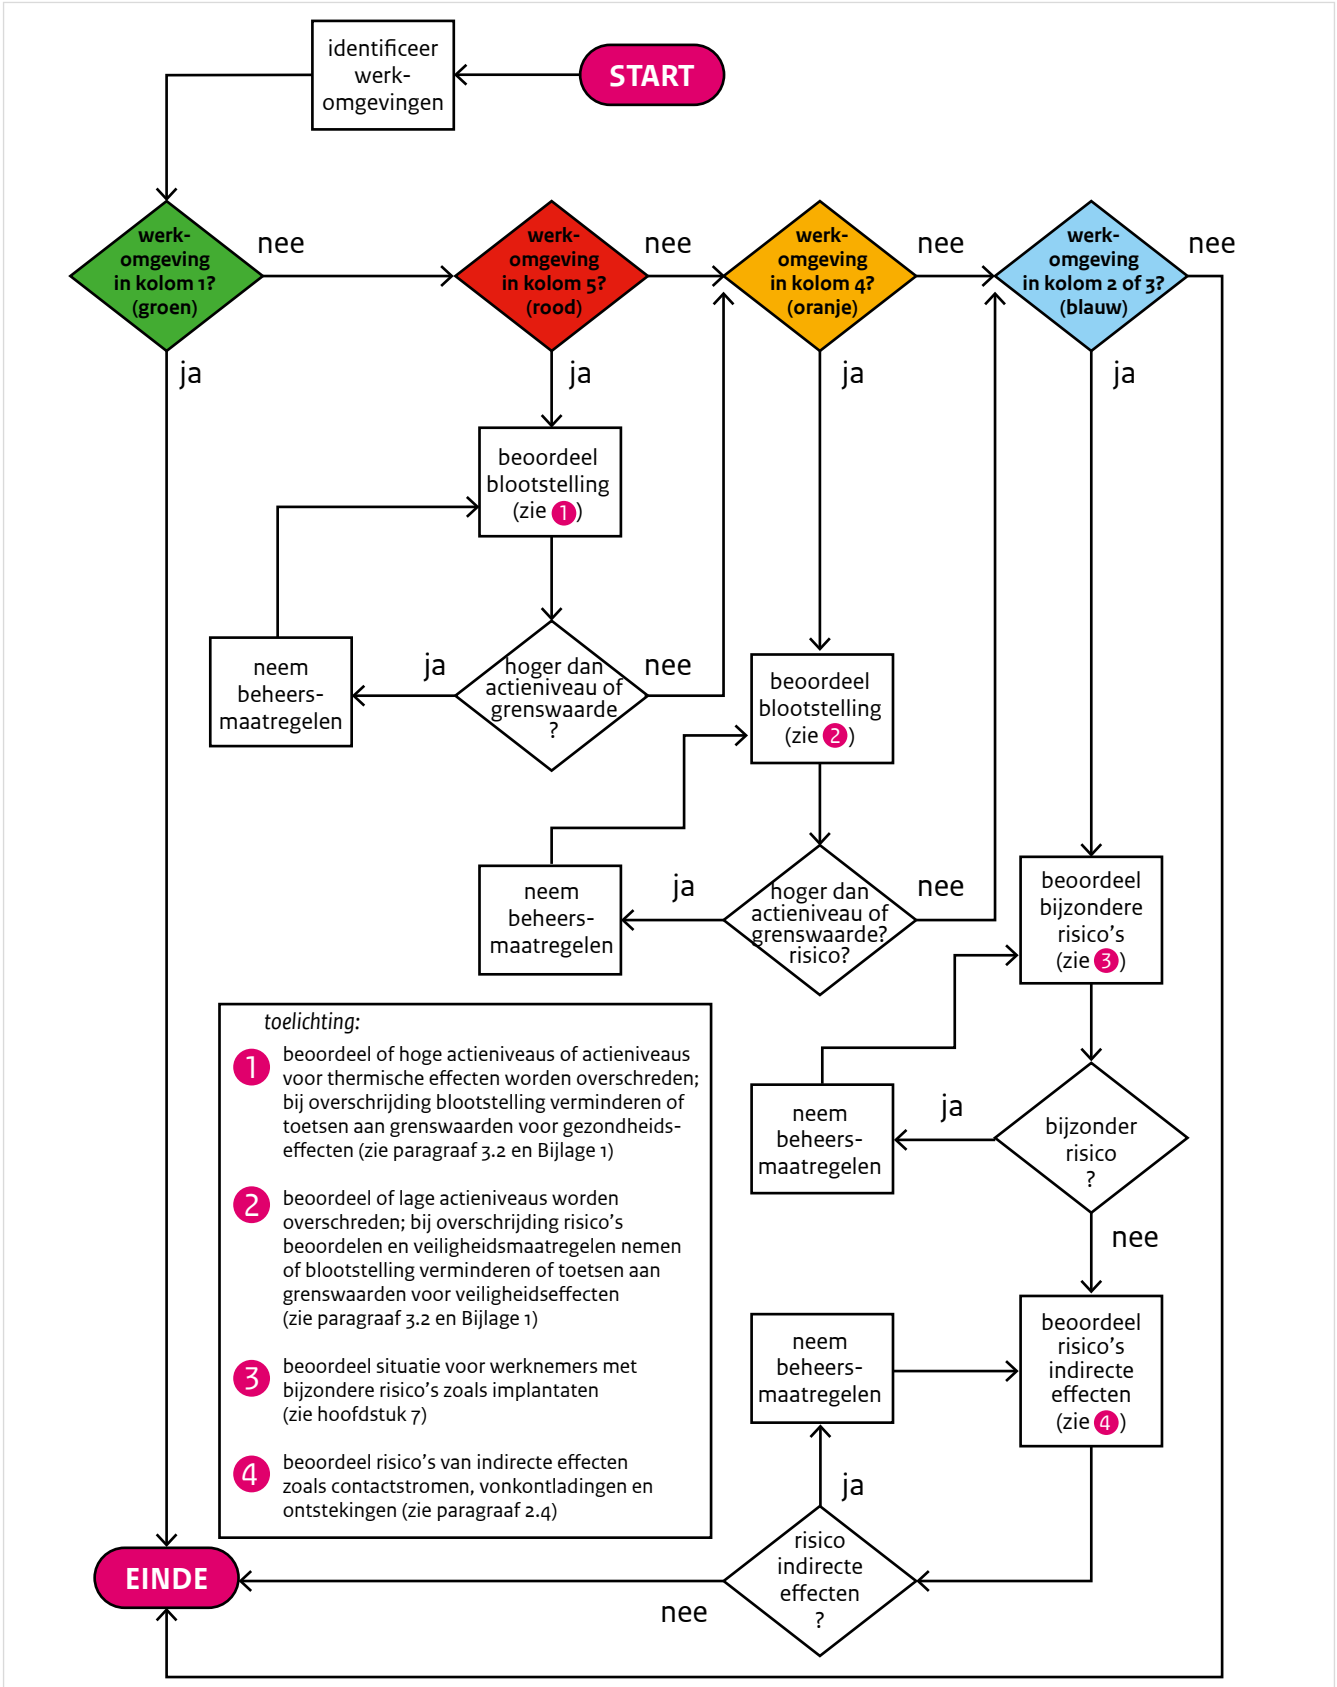 identificeer
werk-
omgevingen
START
werk-
omgeving
in kolom 1?
(groen)
nee
ja
werk-
omgeving
in kolom 5?
(rood)
nee
ja
werk-
omgeving
in kolom 4?
(oranje)
nee
ja
werk-
omgeving
in kolom 2 of 3?
(blauw)
nee
ja
beoordeel
blootstelling
(zie 1)
hoger dan
actieniveau of
grenswaarde
?
ja
nee
neem
beheers-
maatregelen
beoordeel
blootstelling
(zie 2)
hoger dan
actieniveau of
grenswaarde?
risico?
ja
nee
neem
beheers-
maatregelen
beoordeel
bijzondere
risico's
(zie 3)
bijzonder
risico
?
ja
nee
neem
beheers-
maatregelen
beoordeel
risico's
indirecte
effecten
(zie 4)
neem
beheers-
maatregelen
ja
risico
indirecte
effecten
?
nee
EINDE
toelichting:
1 beoordeel of hoge actieniveaus of actieniveaus
voor thermische effecten worden overschreden;
bij overschrijding blootstelling verminderen of
toetsen aan grenswaarden voor gezondheids-
effecten (zie paragraaf 3.2 en Bijlage 1)
2 beoordeel of lage actieniveaus worden
overschreden; bij overschrijding risico's
beoordelen en veiligheidsmaatregelen nemen
of blootstelling verminderen of toetsen aan
grenswaarden voor veiligheidseffecten
(zie paragraaf 3.2 en Bijlage 1)
3 beoordeel situatie voor werknemers met
bijzondere risico's zoals implantaten
(zie hoofdstuk 7)
4 beoordeel risico's van indirecte effecten
zoals contactstromen, vonkontladingen en
ontstekingen (zie paragraaf 2.4)